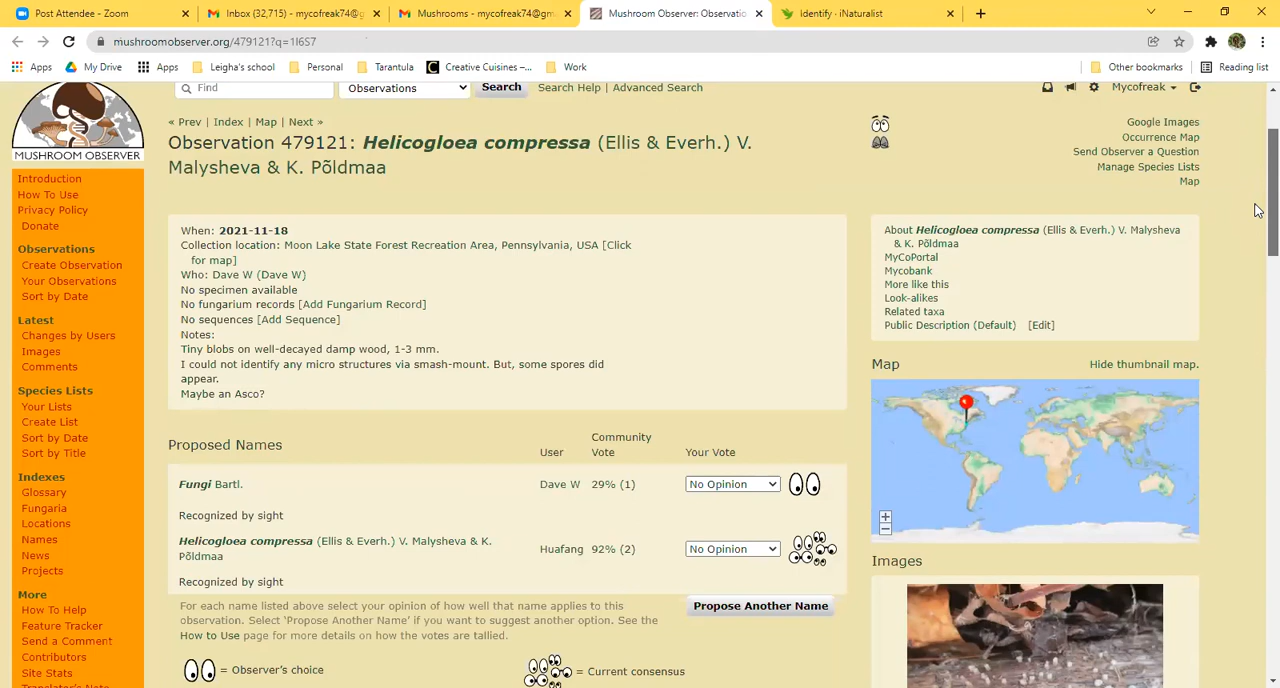 Post Attendee - Zoom
Inbox (32,715) - mycofreak74@g
Mushrooms - mycofreak74@gm
Mushroom Observer: Observatio
Identify · iNaturalist
mushroomobserver.org/479121?q=1l6S7
Apps
My Drive
Apps
Leigha's school
Personal
Tarantula
Creative Cuisines –...
Work
Other bookmarks
Reading list
Find
Observations
Search
Search Help | Advanced Search
Mycofreak
MUSHROOM OBSERVER
« Prev | Index | Map | Next »
Observation 479121: Helicogloea compressa (Ellis & Everh.) V.
Malysheva & K. Põldmaa
Google Images
Occurrence Map
Send Observer a Question
Manage Species Lists
Map
Introduction
How To Use
Privacy Policy
Donate
Observations
Create Observation
Your Observations
Sort by Date
Latest
Changes by Users
Images
Comments
Species Lists
Your Lists
Create List
Sort by Date
Sort by Title
Indexes
Glossary
Fungaria
Locations
Names
News
Projects
More
How To Help
Feature Tracker
Send a Comment
Contributors
Site Stats
Translator's Note
When: 2021-11-18
Collection location: Moon Lake State Forest Recreation Area, Pennsylvania, USA [Click
for map]
Who: Dave W (Dave W)
No specimen available
No fungarium records [Add Fungarium Record]
No sequences [Add Sequence]
Notes:
Tiny blobs on well-decayed damp wood, 1-3 mm.
I could not identify any micro structures via smash-mount. But, some spores did
appear.
Maybe an Asco?
About Helicogloea compressa (Ellis & Everh.) V. Malysheva
& K. Põldmaa
MyCoPortal
Mycobank
More like this
Look-alikes
Related taxa
Public Description (Default) [Edit]
Map
Hide thumbnail map.
+
−
Images
Proposed Names
User
Community
Vote
Your Vote
Fungi Bartl.
Dave W
29% (1)
No Opinion
Recognized by sight
Helicogloea compressa (Ellis & Everh.) V. Malysheva & K.
Põldmaa
Huafang
92% (2)
No Opinion
Recognized by sight
For each name listed above select your opinion of how well that name applies to this
observation. Select 'Propose Another Name' if you want to suggest another option. See the
How to Use page for more details on how the votes are tallied.
Propose Another Name
= Observer's choice
= Current consensus